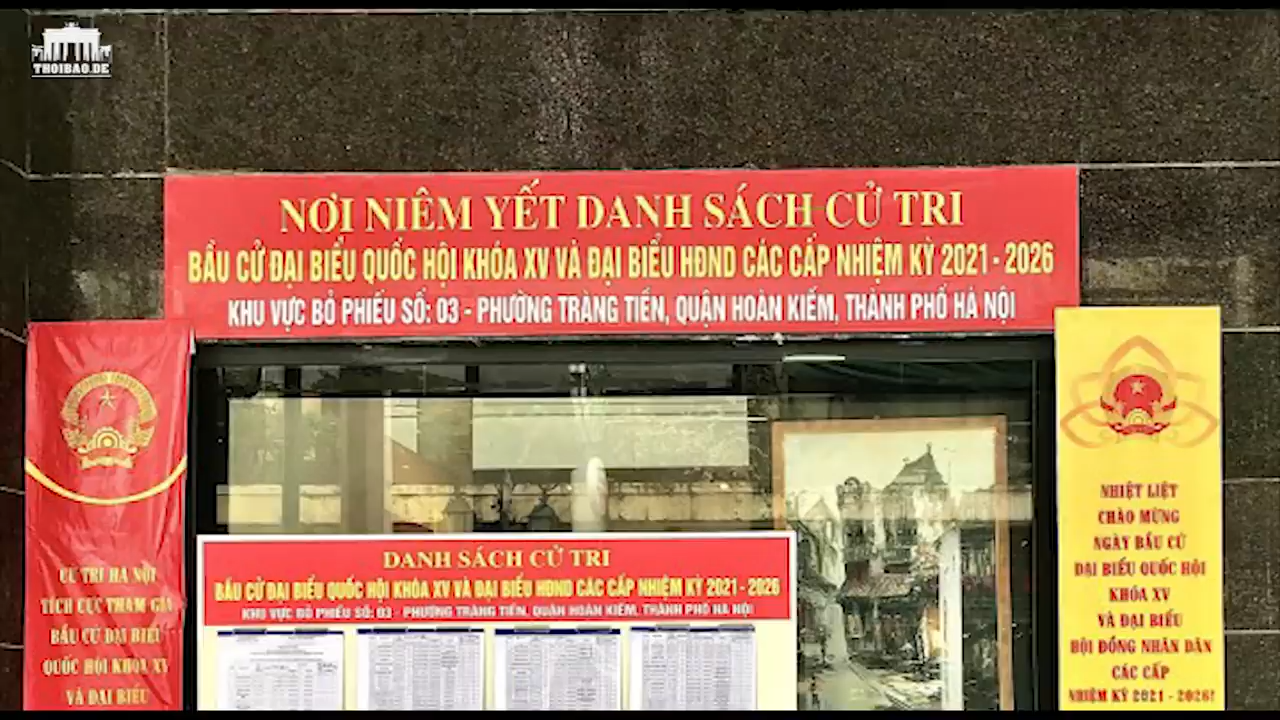 THOIBAO.DE
NƠI NIÊM YẾT DANH SÁCH CỬ TRI
BẦU CỬ ĐẠI BIỂU QUỐC HỘI KHÓA XV VÀ ĐẠI BIỂU HĐND CÁC CẤP NHIỆM KỲ 2021 - 2026
KHU VỰC BỎ PHIẾU SỐ: 03 - PHƯỜNG TRÀNG TIỀN, QUẬN HOÀN KIẾM, THÀNH PHỐ HÀ NỘI
CỬ TRI HÀ NỘI
TÍCH CỰC THAM GIA
BẦU CỬ ĐẠI BIỂU
QUỐC HỘI KHÓA XV
VÀ ĐẠI BIỂU
DANH SÁCH CỬ TRI
BẦU CỬ ĐẠI BIỂU QUỐC HỘI KHÓA XV VÀ ĐẠI BIỂU HĐND CÁC CẤP NHIỆM KỲ 2021 - 2026
KHU VỰC BỎ PHIẾU SỐ: 03 - PHƯỜNG TRÀNG TIỀN, QUẬN HOÀN KIẾM, THÀNH PHỐ HÀ NỘI
NHIỆT LIỆT
CHÀO MỪNG
NGÀY BẦU CỬ
ĐẠI BIỂU QUỐC HỘI
KHÓA XV
VÀ ĐẠI BIỂU
HỘI ĐỒNG NHÂN DÂN
CÁC CẤP
NHIỆM KỲ 2021 - 2026!